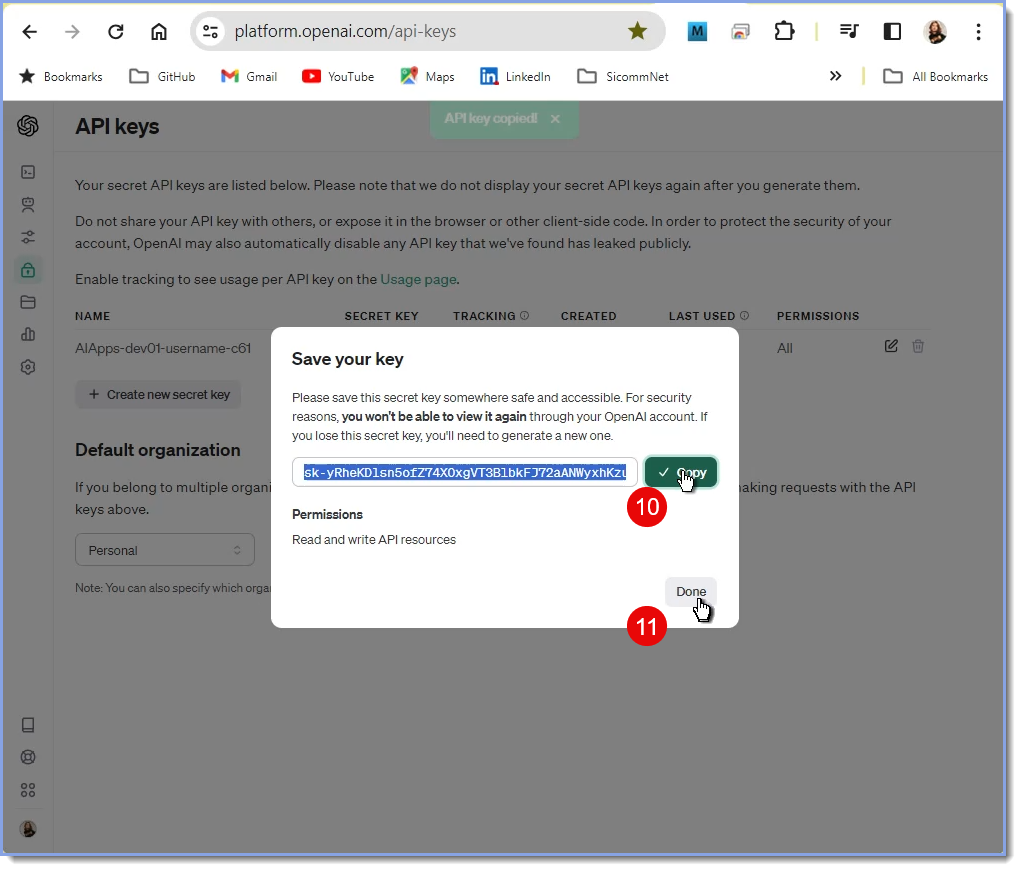 platform.openai.com/api-keys
M
Bookmarks GitHub Gmail YouTube Maps LinkedIn SicommNet » All Bookmarks
API keys
API key copied! ×
Your secret API keys are listed below. Please note that we do not display your secret API keys again after you generate them.
Do not share your API key with others, or expose it in the browser or other client-side code. In order to protect the security of your
account, OpenAI may also automatically disable any API key that we've found has leaked publicly.
Enable tracking to see usage per API key on the Usage page.
NAME SECRET KEY TRACKING CREATED LAST USED PERMISSIONS
AIApps-dev01-username-c61 All
+ Create new secret key
Save your key
Please save this secret key somewhere safe and accessible. For security
reasons, you won't be able to view it again through your OpenAI account. If
you lose this secret key, you'll need to generate a new one.
sk-yRheKDlsn5ofZ74XOxgVT3BlbkFJ72aANWyxhKzu
Copy
10
Permissions
Read and write API resources
Done
11
Default organization
If you belong to multiple organi aking requests with the API
keys above.
Personal
Note: You can also specify which organ